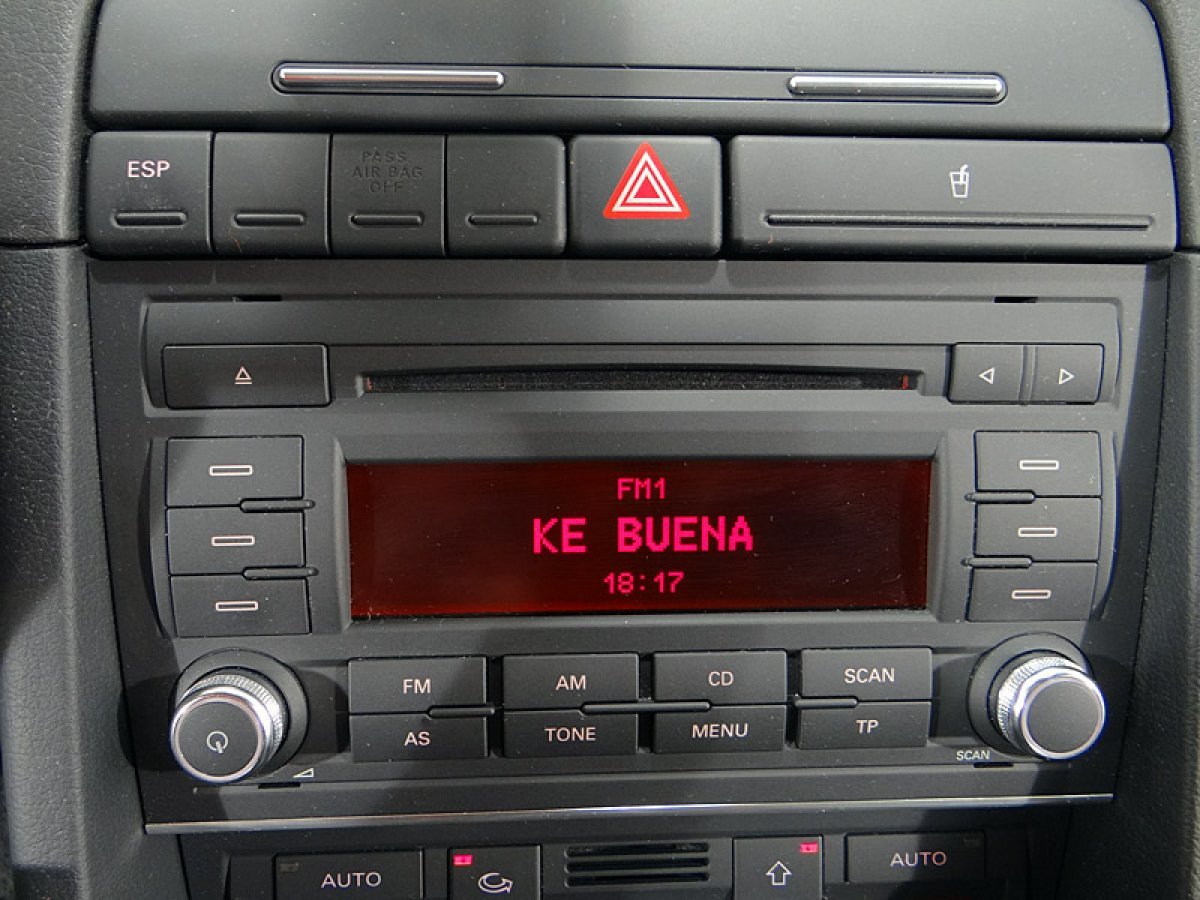 ESP
PASS.
AIR BAG
OFF
FM1
KE BUENA
18:17
FM
AM
CD
SCAN
AS
TONE
MENU
TP
SCAN
AUTO
AUTO